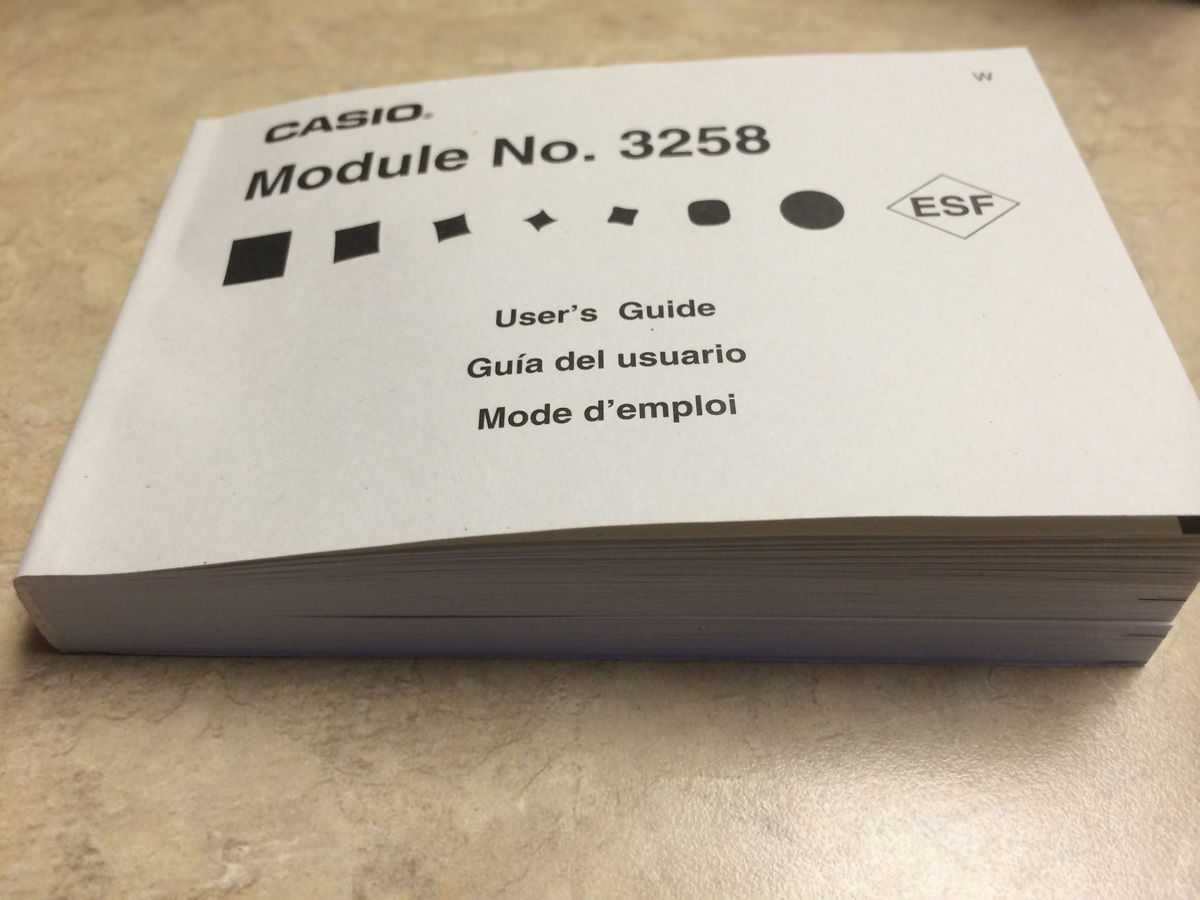 W
CASIO®
Module No. 3258
ESF
User's Guide
Guía del usuario
Mode d'emploi